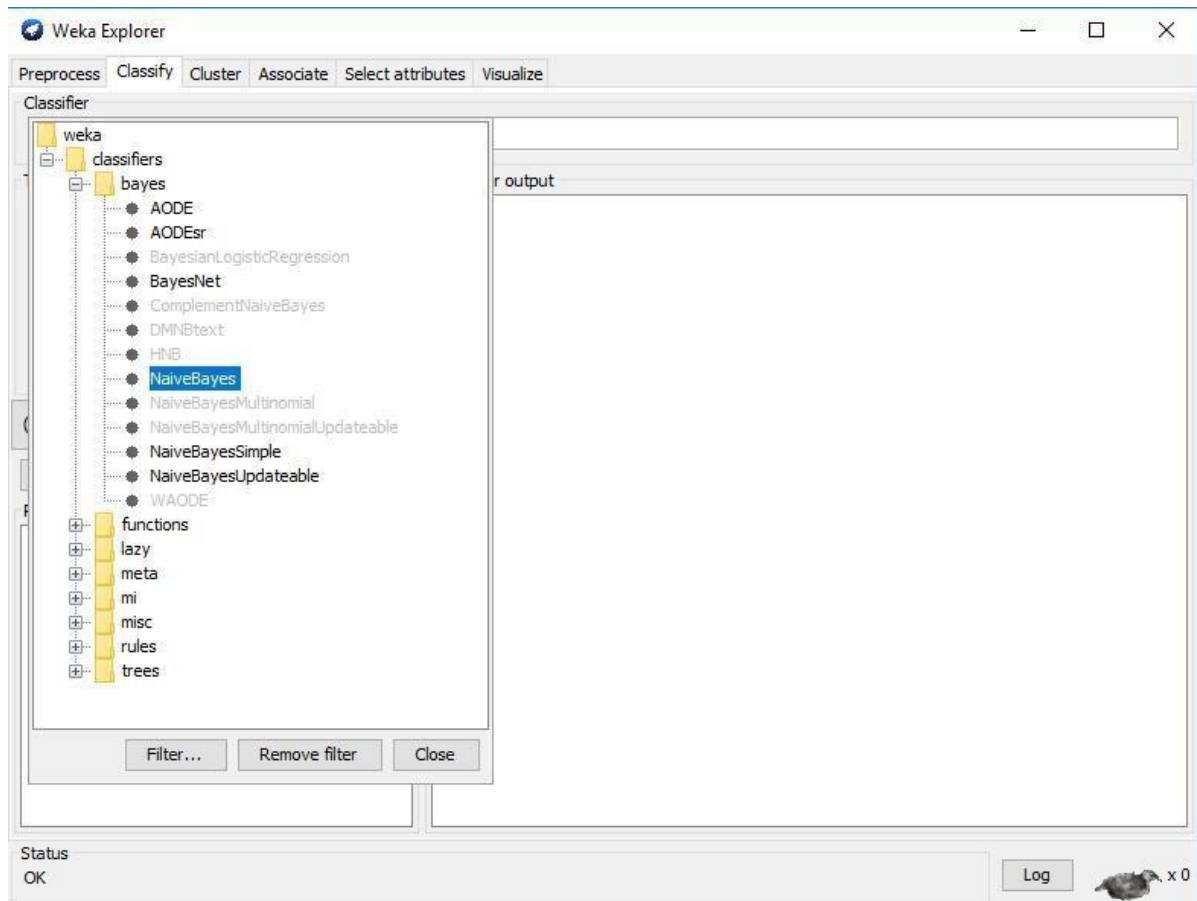 Weka Explorer
Preprocess Classify Cluster Associate Select attributes Visualize
Classifier
weka
classifiers
bayes
r output
AODE
AODEsr
BayesianLogisticRegression
BayesNet
ComplementNaiveBayes
DMNBtext
HNB
NaiveBayes
NaiveBayesMultinomial
NaiveBayesMultinomialUpdateable
NaiveBayesSimple
NaiveBayesUpdateable
WAODE
functions
lazy
meta
mi
misc
rules
trees
Filter... Remove filter Close
Status
OK
Log x 0